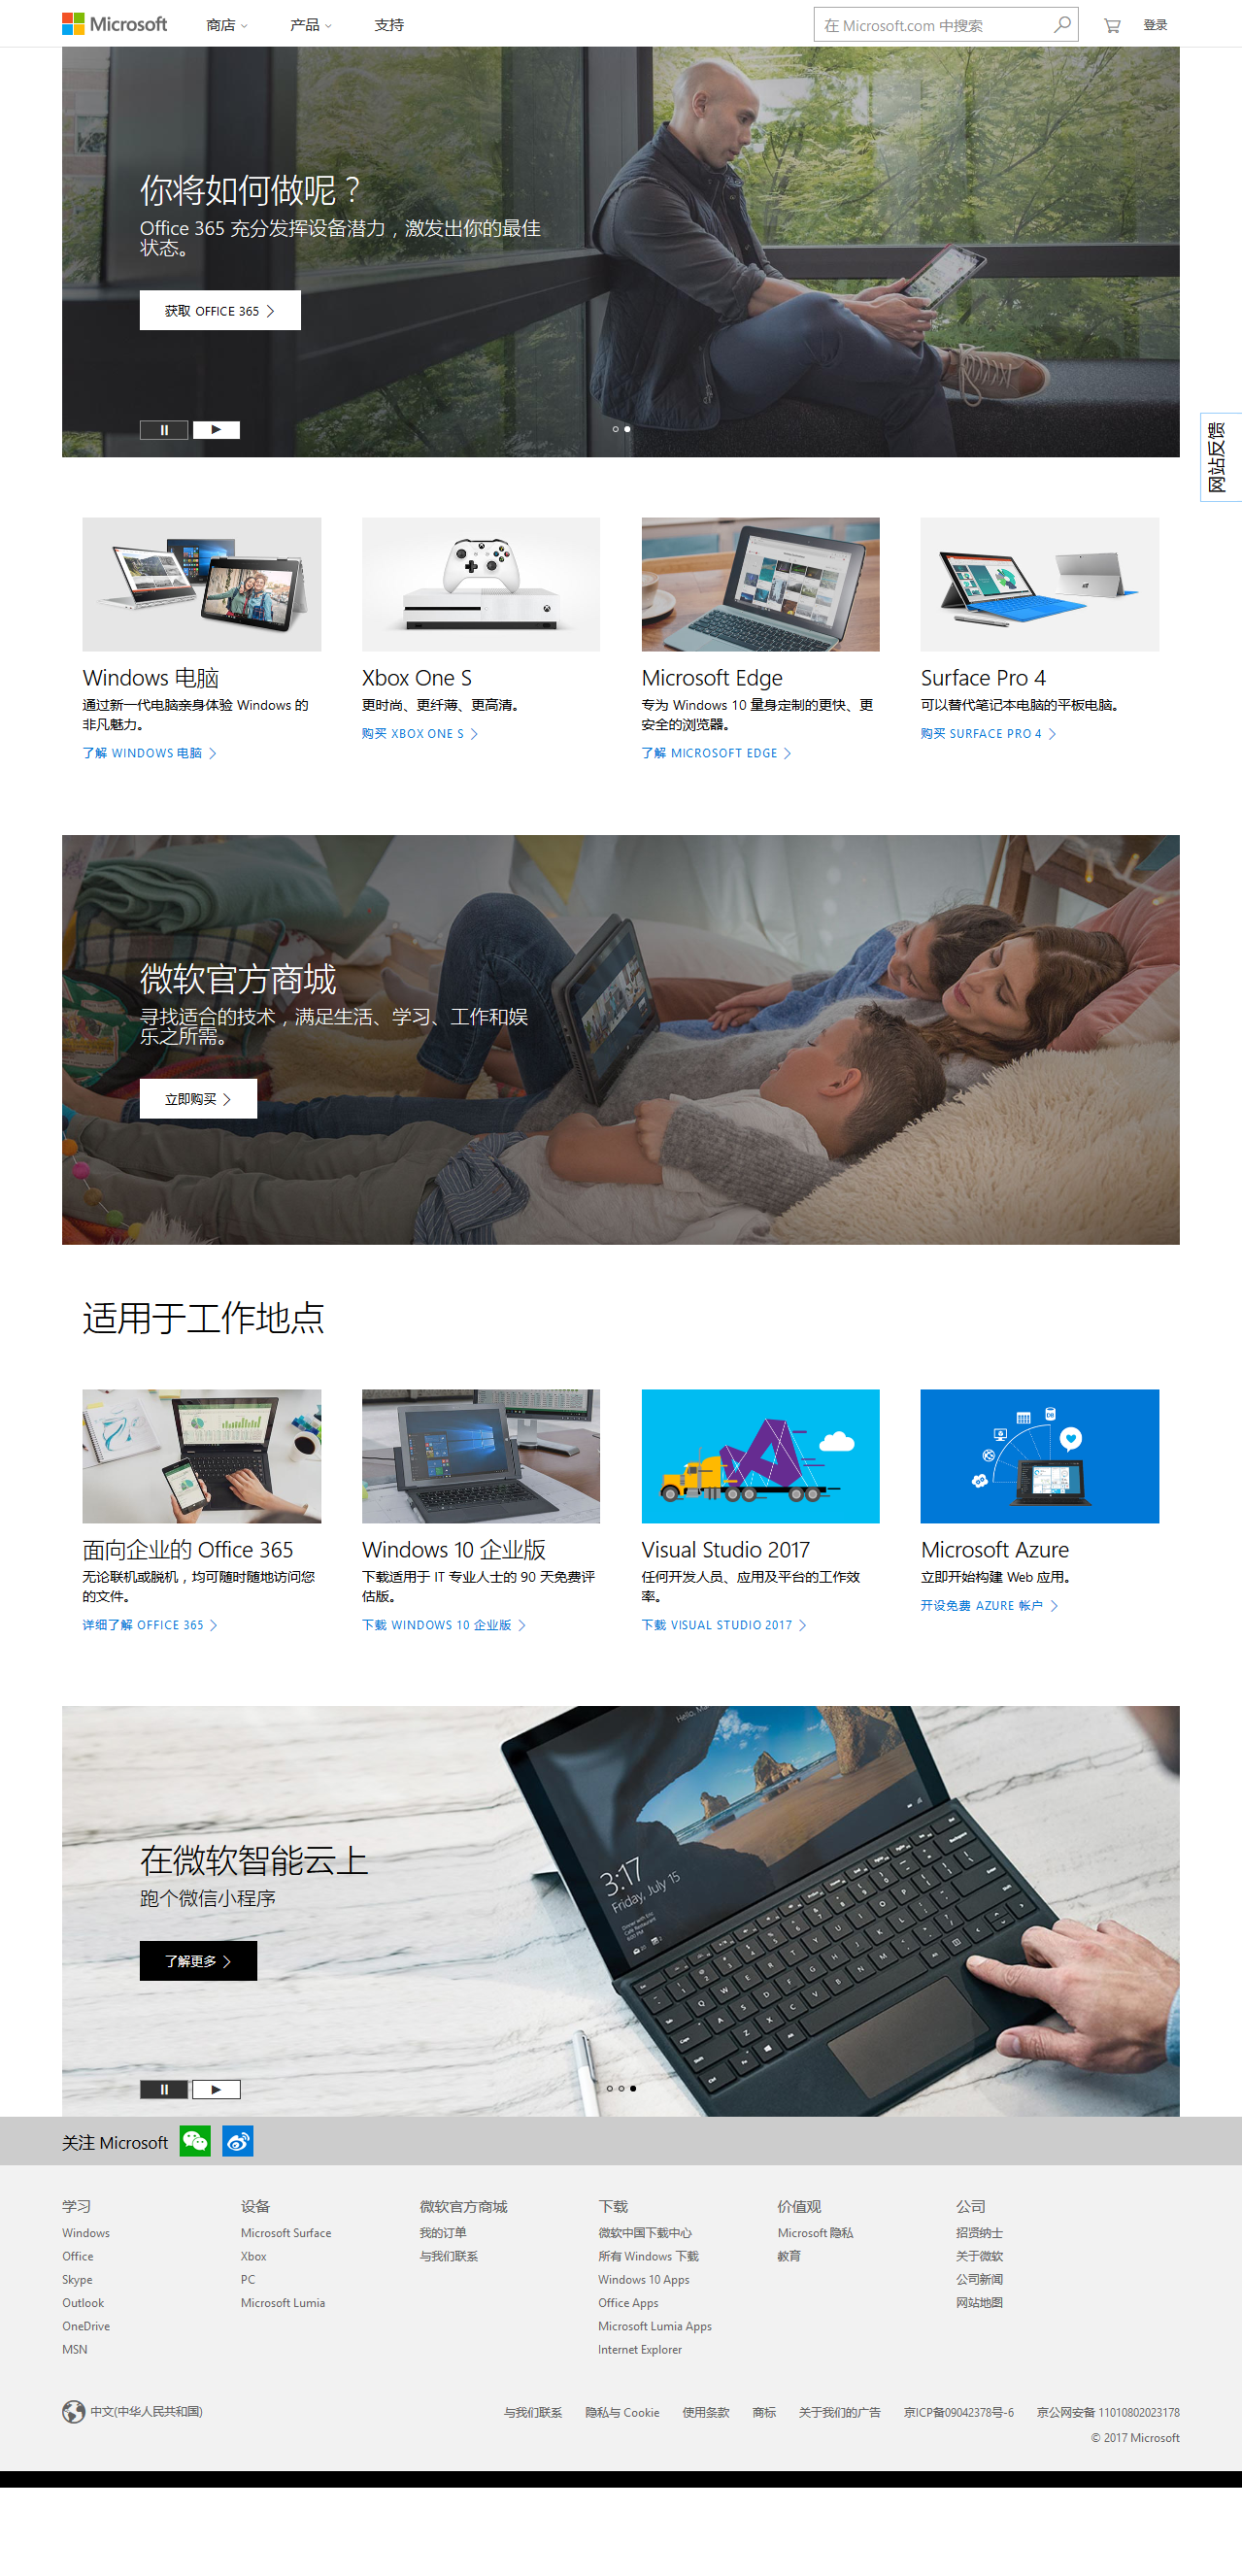 Microsoft
商店
产品
支持
在 Microsoft.com 中搜索
登录
你将如何做呢？
Office 365 充分发挥设备潜力，激发出你的最佳
状态。
获取 OFFICE 365
网站反馈
Windows 电脑
通过新一代电脑亲身体验 Windows 的
非凡魅力。
了解 WINDOWS 电脑
Xbox One S
更时尚、更纤薄、更高清。
购买 XBOX ONE S
Microsoft Edge
专为 Windows 10 量身定制的更快、更
安全的浏览器。
了解 MICROSOFT EDGE
Surface Pro 4
可以替代笔记本电脑的平板电脑。
购买 SURFACE PRO 4
微软官方商城
寻找适合的技术，满足生活、学习、工作和娱
乐之所需。
立即购买
适用于工作地点
面向企业的 Office 365
无论联机或脱机，均可随时随地访问您
的文件。
详细了解 OFFICE 365
Windows 10 企业版
下载适用于 IT 专业人士的 90 天免费评
估版。
下载 WINDOWS 10 企业版
Visual Studio 2017
任何开发人员、应用及平台的工作效
率。
下载 VISUAL STUDIO 2017
Microsoft Azure
立即开始构建 Web 应用。
开设免费 AZURE 帐户
在微软智能云上
跑个微信小程序
了解更多
3:17
Friday, July 15
关注 Microsoft
学习
Windows
Office
Skype
Outlook
OneDrive
MSN
设备
Microsoft Surface
Xbox
PC
Microsoft Lumia
微软官方商城
我的订单
与我们联系
下载
微软中国下载中心
所有 Windows 下载
Windows 10 Apps
Office Apps
Microsoft Lumia Apps
Internet Explorer
价值观
Microsoft 隐私
教育
公司
招贤纳士
关于微软
公司新闻
网站地图
中文(中华人民共和国)
与我们联系
隐私与 Cookie
使用条款
商标
关于我们的广告
京ICP备09042378号-6
京公网安备 11010802023178
© 2017 Microsoft